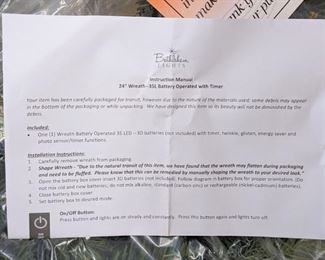 Bethlehem
LIGHTS
Instruction Manual
24" Wreath--35L Battery Operated with Timer
Your item has been carefully packaged for transit, however due to the nature of the materials used; some debris may appear
in the bottom of the packaging or while unpacking. We have designed this item so its beauty will not be diminished by the
debris.
Included:
One (1) Wreath-Battery Operated 35 LED -- 3D batteries (not included) with timer, twinkle, glisten, energy saver and
photo sensor/timer functions.
Installation Instructions:
1. Carefully remove wreath from packaging.
2. Shape Wreath - "Due to the natural transit of this item, we have found that the wreath may flatten during packaging
and need to be fluffed. Please know that this can be remedied by manually shaping the wreath to your desired look."
3. Open the battery box cover insert 3D batteries (not included). Follow diagram in battery box for proper orientation. (Do
not mix old and new batteries; do not mix alkaline, standard (carbon-zinc) or rechargeable (nickel-cadmium) batteries.
4. Close battery box cover
5. Set battery box to desired mode.
On/Off Button:
Press button and lights are on steady and constantly. Press this button again and lights turn off.